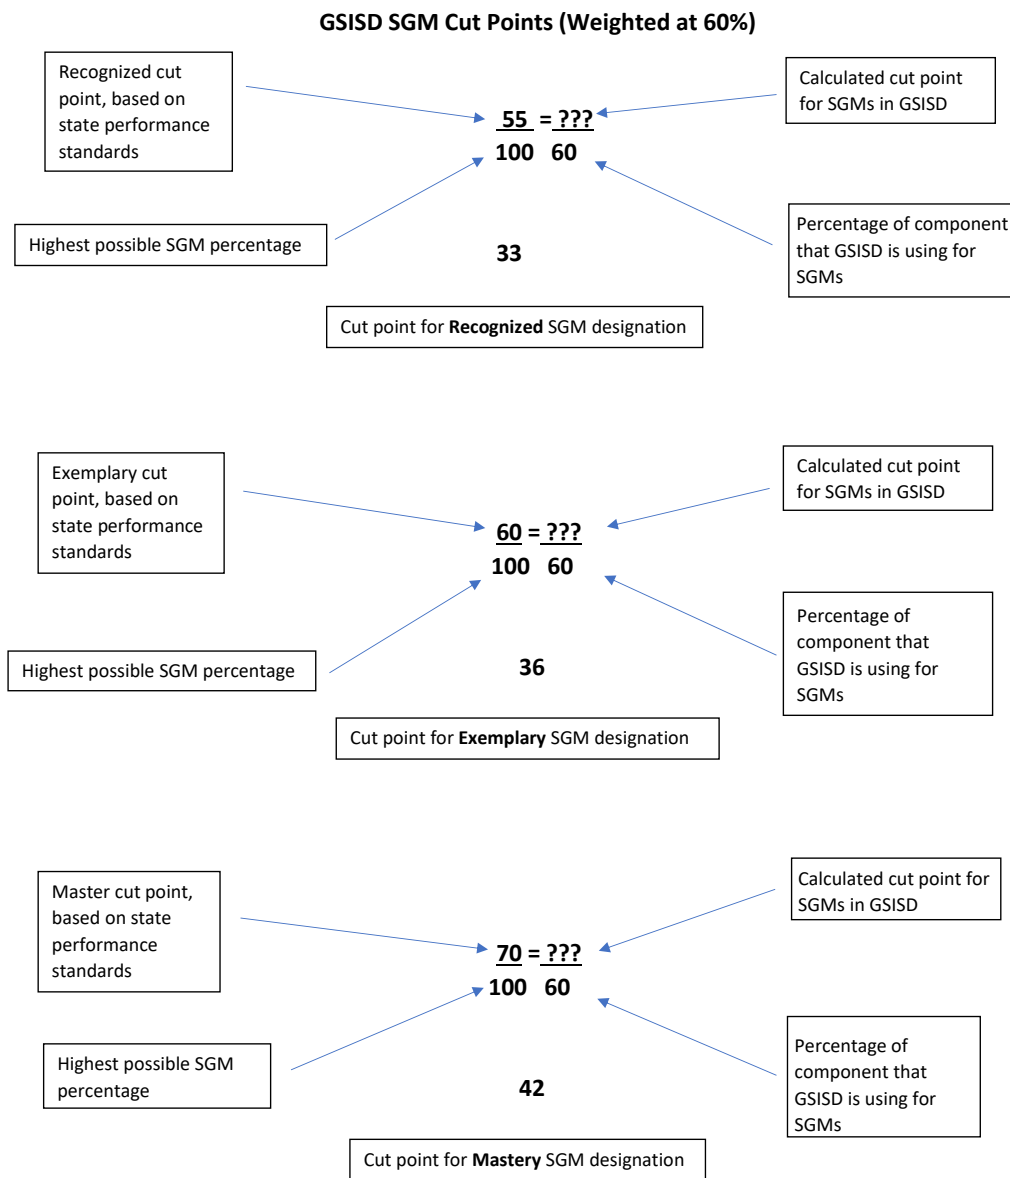 GSISD SGM Cut Points (Weighted at 60%)
Recognized cut
point, based on
state performance
standards
Calculated cut point
for SGMs in GSISD
55 = ???
100 60
Highest possible SGM percentage
Percentage of component
that GSISD is using for
SGMs
33
Cut point for Recognized SGM designation
Exemplary cut
point, based on
state performance
standards
Calculated cut point
for SGMs in GSISD
60 = ???
100 60
Highest possible SGM percentage
Percentage of
component that
GSISD is using for
SGMs
36
Cut point for Exemplary SGM designation
Master cut point,
based on state
performance
standards
Calculated cut point for
SGMs in GSISD
70 = ???
100 60
Highest possible SGM
percentage
Percentage of
component that
GSISD is using for
SGMs
42
Cut point for Mastery SGM designation